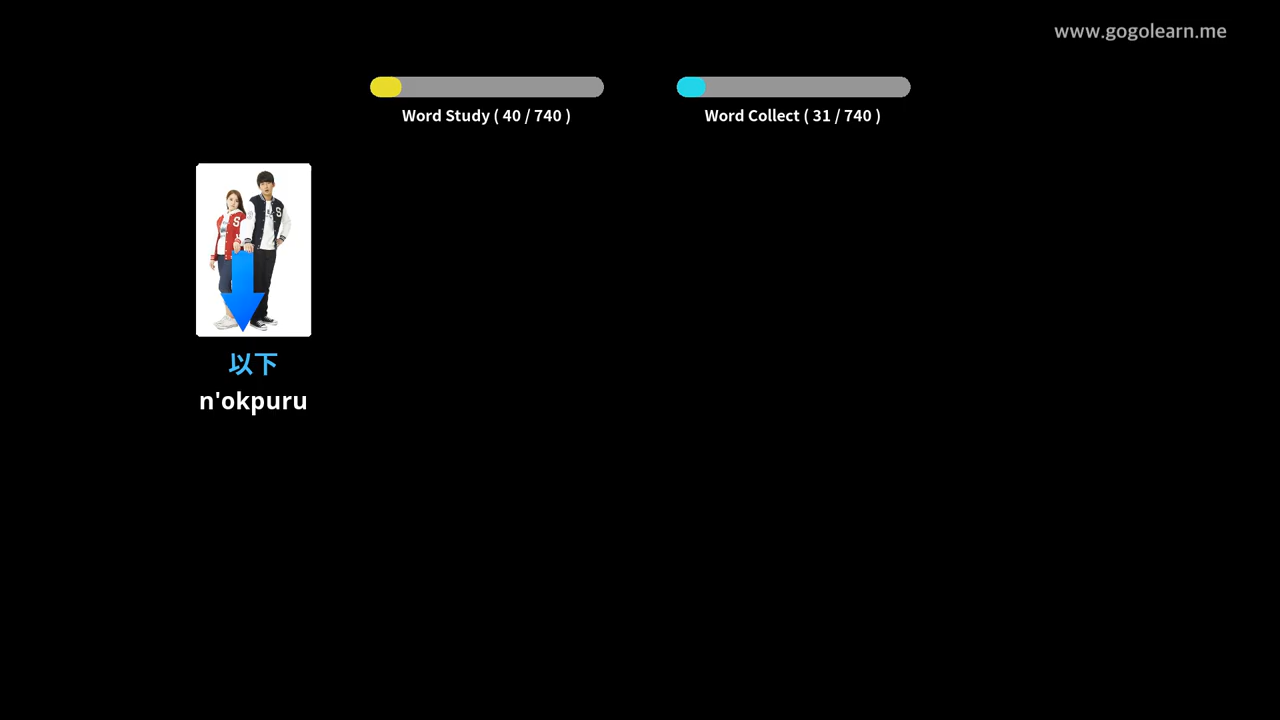 www.gogolearn.me
Word Study ( 40 / 740 )
Word Collect ( 31 / 740 )
S
S
以下
n'okpuru